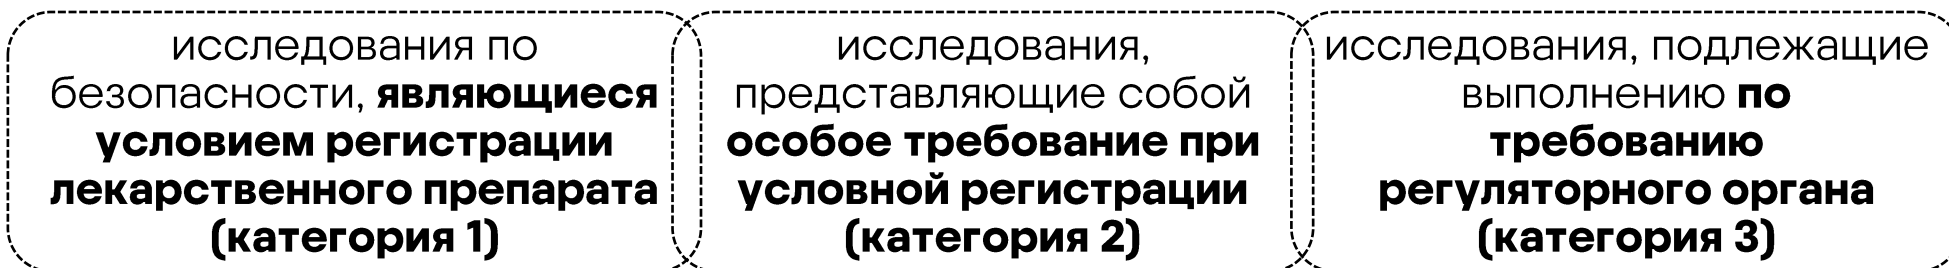 исследования по
безопасности, являющиеся
условием регистрации
лекарственного препарата
(категория 1)
исследования,
представляющие собой
особое требование при
условной регистрации
(категория 2)
исследования, подлежащие
выполнению по
требованию
регуляторного органа
(категория 3)